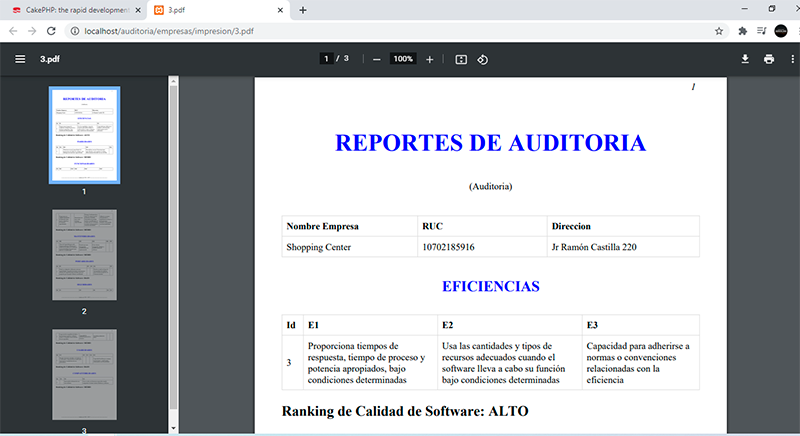 CakePHP: the rapid development
3.pdf
localhost/auditoria/empresas/impresion/3.pdf
3.pdf
1 / 3
100%
1
REPORTES DE AUDITORIA
(Auditoria)
Nombre Empresa RUC Direccion
Shopping Center 10702185916 Jr Ramón Castilla 220
EFICIENCIAS
Id E1 E2 E3
3
Proporciona tiempos de
respuesta, tiempo de proceso y
potencia apropiados, bajo
condiciones determinadas
Usa las cantidades y tipos de
recursos adecuados cuando el
software lleva a cabo su función
bajo condiciones determinadas
Capacidad para adherirse a
normas o convenciones
relacionadas con la
eficiencia
Ranking de Calidad de Software: ALTO
REPORTES DE AUDITORIA
1
2
3